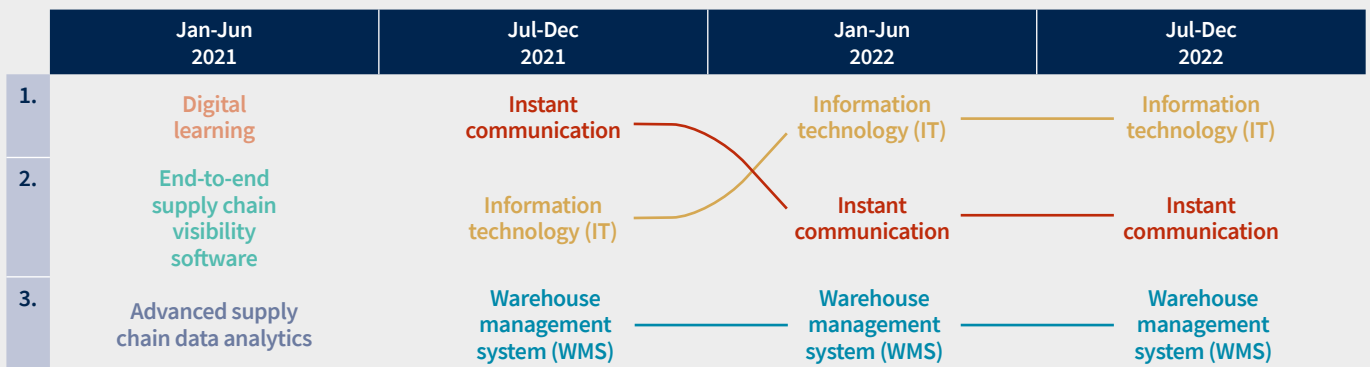 Jan-Jun
2021
Jul-Dec
2021
Jan-Jun
2022
Jul-Dec
2022
1.
Digital
learning
Instant
communication
Information
technology (IT)
Information
technology (IT)
2.
End-to-end
supply chain
visibility
software
Information
technology (IT)
Instant
communication
Instant
communication
3.
Advanced supply
chain data analytics
Warehouse
management
system (WMS)
Warehouse
management
system (WMS)
Warehouse
management
system (WMS)